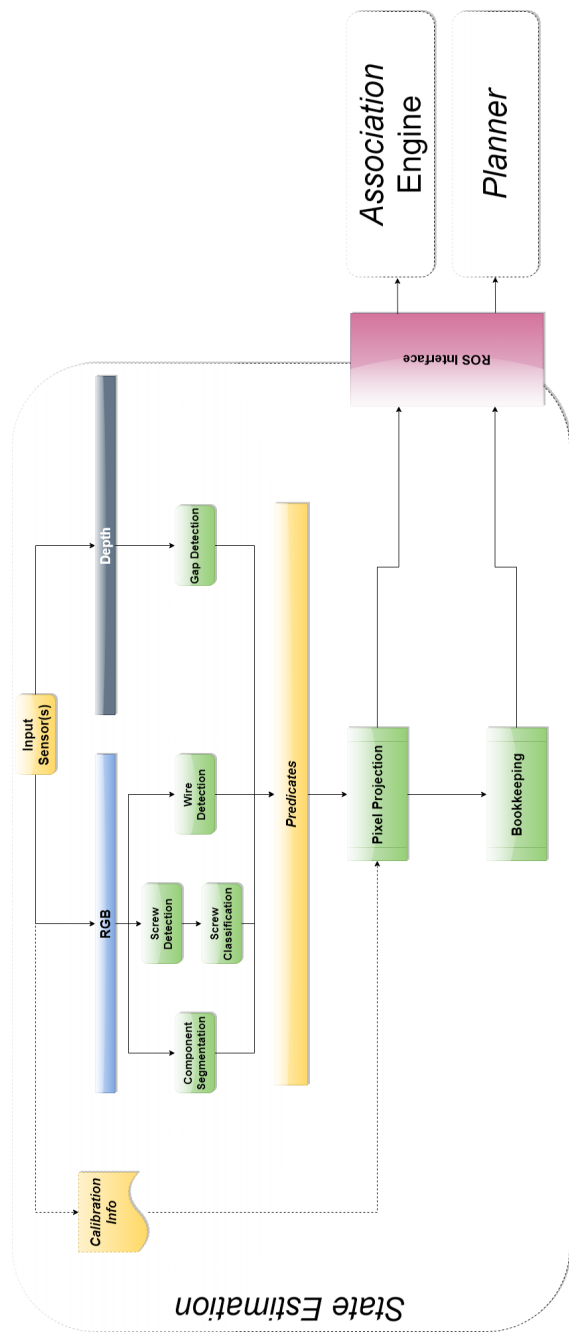 State Estimation
Calibration
Info
Input
Sensor(s)
RGB
Depth
Component
Segmentation
Screw
Detection
Screw
Classification
Wire
Detection
Gap Detection
Predicates
Pixel Projection
Bookkeeping
ROS Interface
Association
Engine
Planner